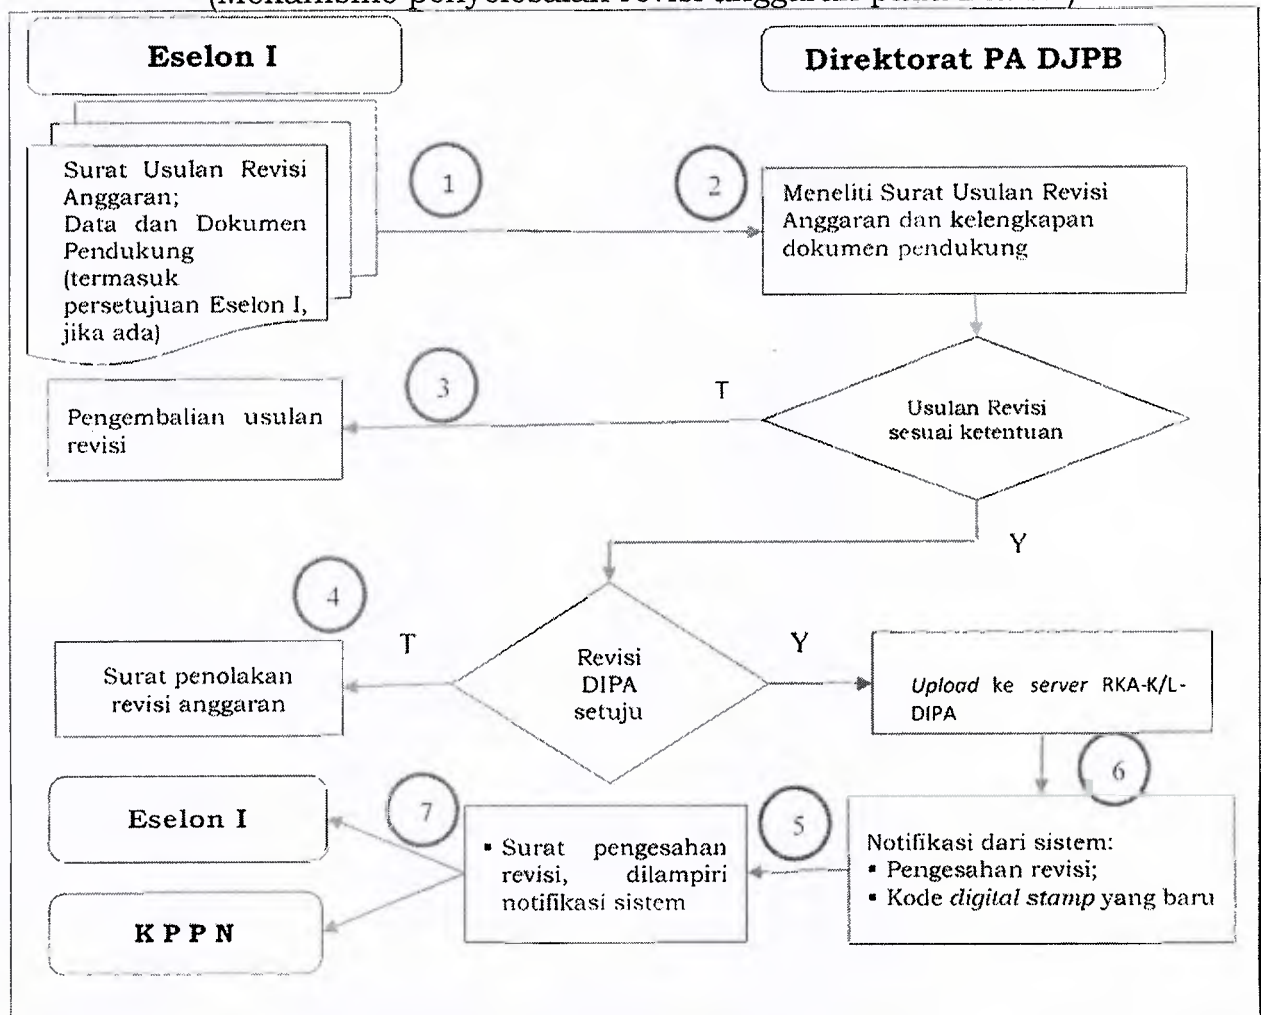 Eselon I
Direktorat PA DJPB
Surat Usulan Revisi
Anggaran;
Data dan Dokumen
Pendukung
(termasuk
persetujuan Eselon I,
jika ada)
1
2
Meneliti Surat Usulan Revisi
Anggaran dan kelengkapan
dokumen pendukung
3
T
Pengembalian usulan
revisi
Usulan Revisi
sesuai ketentuan
Y
4
T
Surat penolakan
revisi anggaran
Revisi
DIPA
setuju
Y
Upload ke server RKA-K/L-
DIPA
6
Eselon I
7
▪ Surat pengesahan
revisi, dilampiri
notifikasi sistem
5
Notifikasi dari sistem:
▪ Pengesahan revisi;
▪ Kode digital stamp yang baru
K P P N